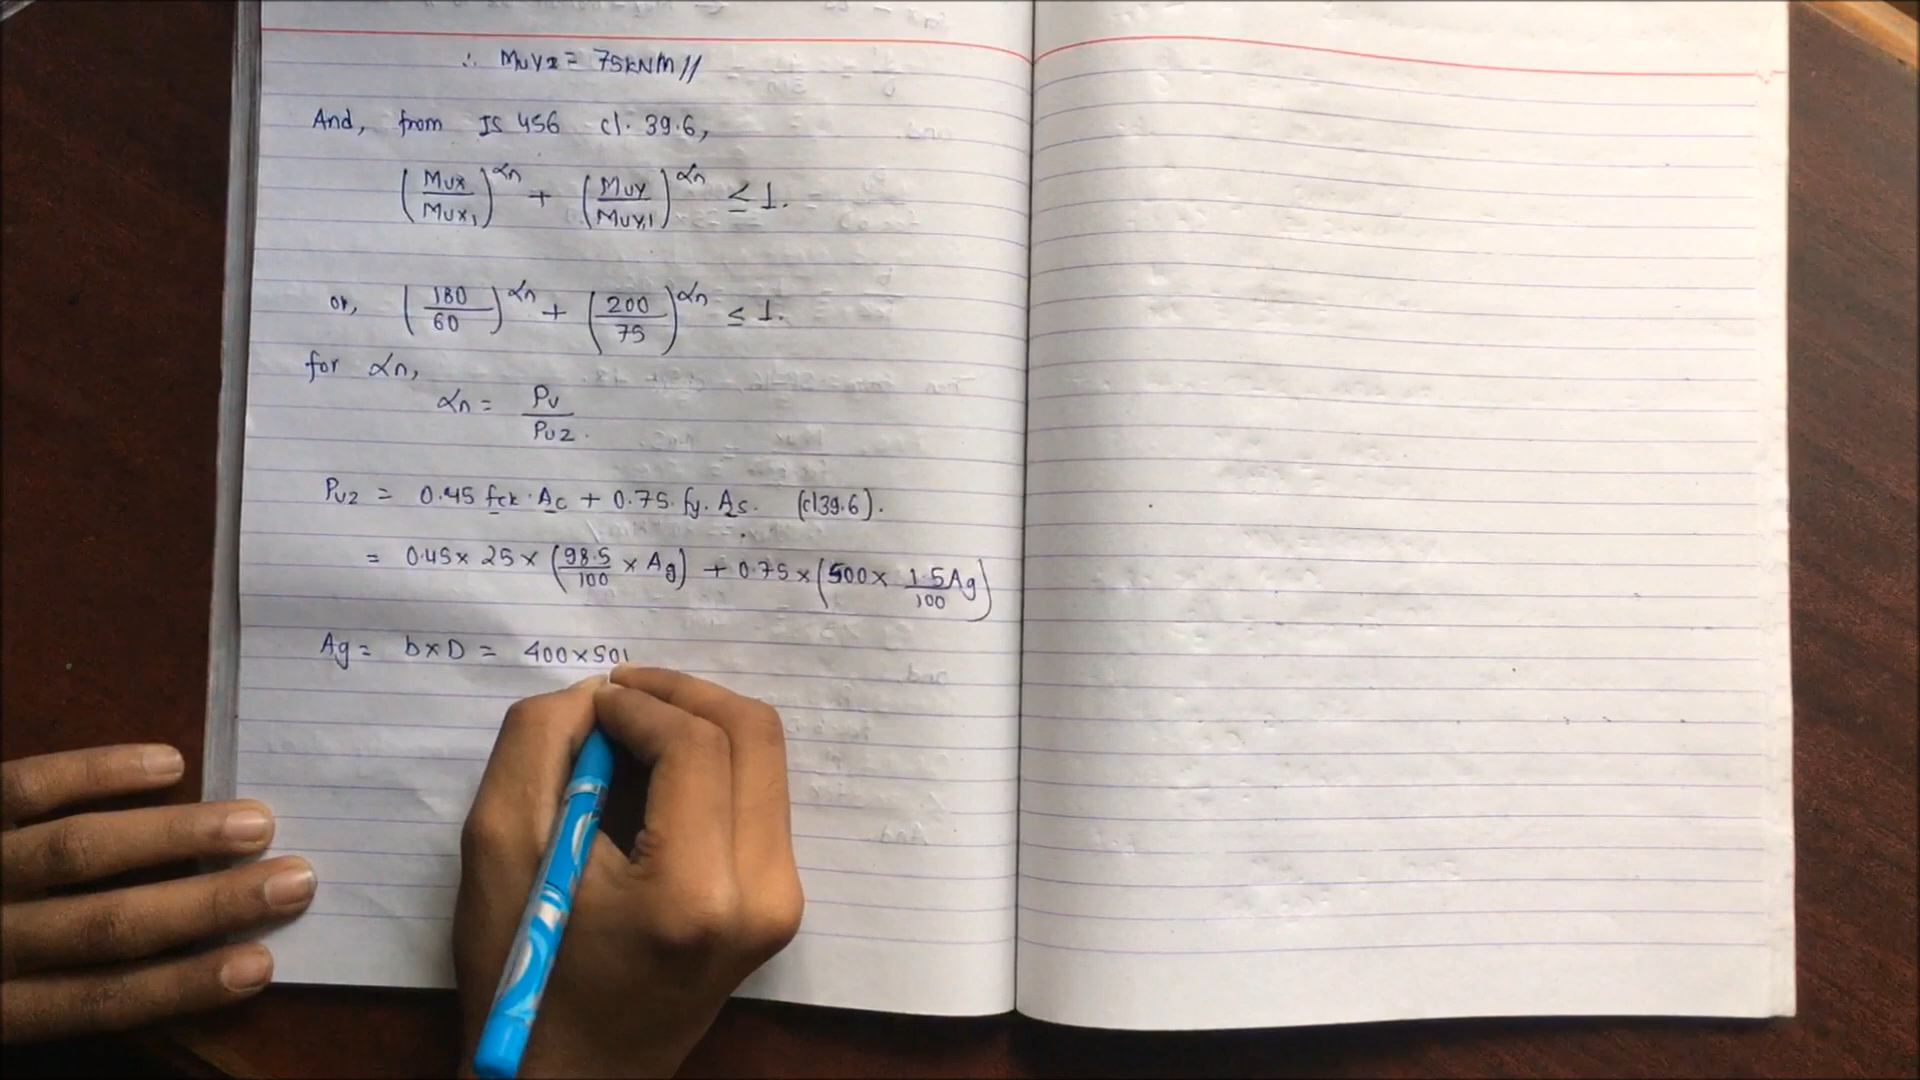 ∴ Muy2 = 75kNM//
And, from IS 456 cl. 39.6,
(Mux/Mux1)^αn + (Muy/Muy1)^αn ≤ 1.
or, (180/60)^αn + (200/75)^αn ≤ 1.
for αn,
αn = Pu/Puz.
Puz = 0.45 fck. Ac + 0.75. fy. As. (cl39.6).
= 0.45 × 25 × (98.5/100 × Ag) + 0.75 × (500 × 1.5Ag/100)
Ag = b×D = 400×50